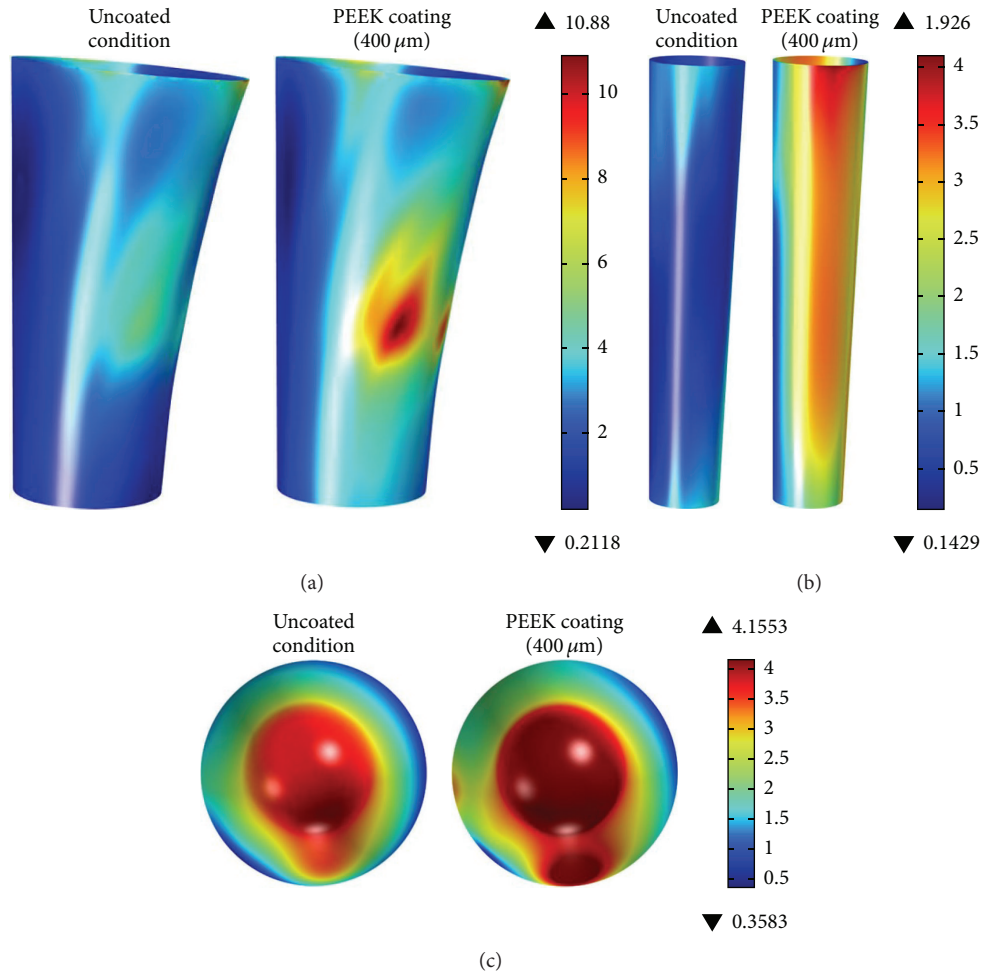 Uncoated
condition
PEEK coating
(400 μm)
▲ 10.88
10
8
6
4
2
▼ 0.2118
(a)
Uncoated
condition
PEEK coating
(400 μm)
▲ 1.926
4
3.5
3
2.5
2
1.5
1
0.5
▼ 0.1429
(b)
Uncoated
condition
PEEK coating
(400 μm)
▲ 4.1553
4
3.5
3
2.5
2
1.5
1
0.5
▼ 0.3583
(c)